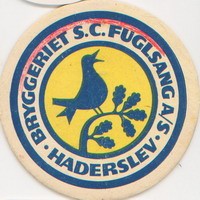 · BRYGGERIET S.C. FUGLSANG A/S ·
HADERSLEV